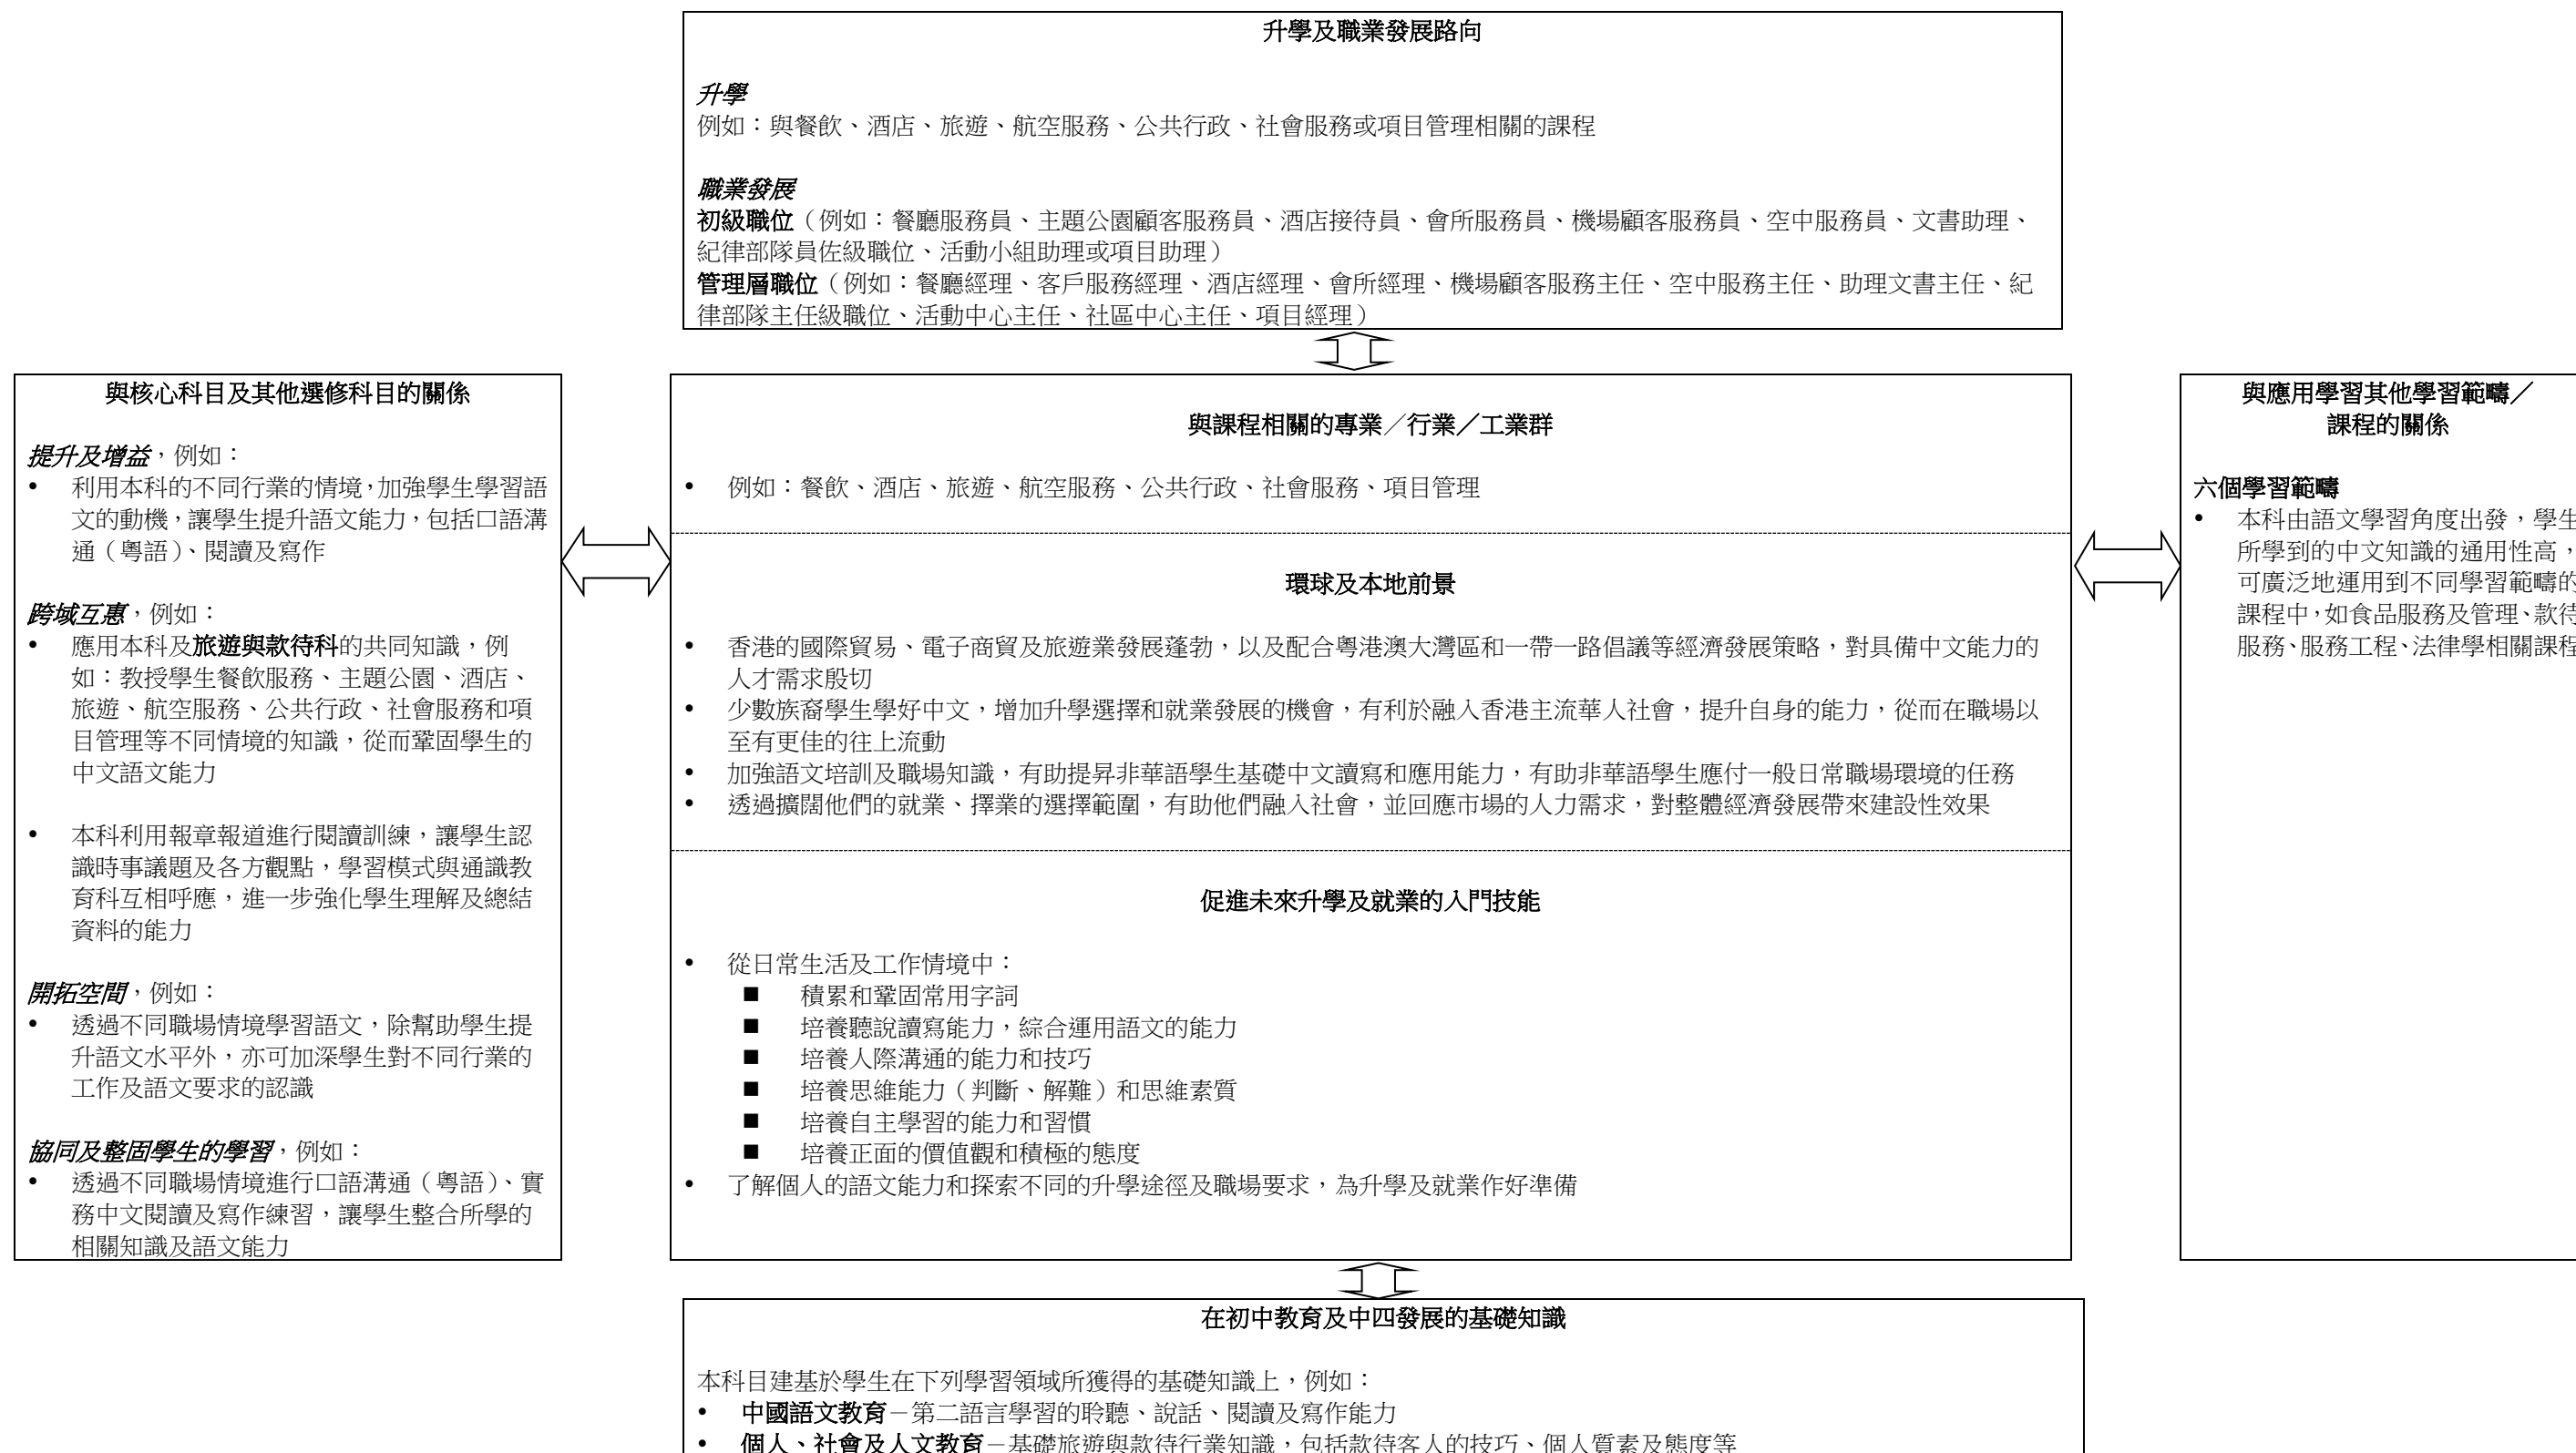 升學及職業發展路向
升學
例如：與餐飲、酒店、旅遊、航空服務、公共行政、社會服務或項目管理相關的課程
職業發展
初級職位（例如：餐廳服務員、主題公園顧客服務員、酒店接待員、會所服務員、機場顧客服務員、空中服務員、文書助理、
紀律部隊員佐級職位、活動小組助理或項目助理）
管理層職位（例如：餐廳經理、客戶服務經理、酒店經理、會所經理、機場顧客服務主任、空中服務主任、助理文書主任、紀
律部隊主任級職位、活動中心主任、社區中心主任、項目經理）
與核心科目及其他選修科目的關係
提升及增益，例如：
• 利用本科的不同行業的情境，加強學生學習語
文的動機，讓學生提升語文能力，包括口語溝
通（粵語）、閱讀及寫作
跨域互惠，例如：
• 應用本科及旅遊與款待科的共同知識，例
如：教授學生餐飲服務、主題公園、酒店、
旅遊、航空服務、公共行政、社會服務和項
目管理等不同情境的知識，從而鞏固學生的
中文語文能力
• 本科利用報章報道進行閱讀訓練，讓學生認
識時事議題及各方觀點，學習模式與通識教
育科互相呼應，進一步強化學生理解及總結
資料的能力
開拓空間，例如：
• 透過不同職場情境學習語文，除幫助學生提
升語文水平外，亦可加深學生對不同行業的
工作及語文要求的認識
協同及整固學生的學習，例如：
• 透過不同職場情境進行口語溝通（粵語）、實
務中文閱讀及寫作練習，讓學生整合所學的
相關知識及語文能力
與課程相關的專業／行業／工業群
• 例如：餐飲、酒店、旅遊、航空服務、公共行政、社會服務、項目管理
環球及本地前景
• 香港的國際貿易、電子商貿及旅遊業發展蓬勃，以及配合粵港澳大灣區和一帶一路倡議等經濟發展策略，對具備中文能力的
人才需求殷切
• 少數族裔學生學好中文，增加升學選擇和就業發展的機會，有利於融入香港主流華人社會，提升自身的能力，從而在職場以
至有更佳的往上流動
• 加強語文培訓及職場知識，有助提昇非華語學生基礎中文讀寫和應用能力，有助非華語學生應付一般日常職場環境的任務
• 透過擴闊他們的就業、擇業的選擇範圍，有助他們融入社會，並回應市場的人力需求，對整體經濟發展帶來建設性效果
促進未來升學及就業的入門技能
• 從日常生活及工作情境中：
■ 積累和鞏固常用字詞
■ 培養聽說讀寫能力，綜合運用語文的能力
■ 培養人際溝通的能力和技巧
■ 培養思維能力（判斷、解難）和思維素質
■ 培養自主學習的能力和習慣
■ 培養正面的價值觀和積極的態度
• 了解個人的語文能力和探索不同的升學途徑及職場要求，為升學及就業作好準備
與應用學習其他學習範疇／
課程的關係
六個學習範疇
• 本科由語文學習角度出發，學生
所學到的中文知識的通用性高，
可廣泛地運用到不同學習範疇的
課程中，如食品服務及管理、款待
服務、服務工程、法律學相關課程
在初中教育及中四發展的基礎知識
本科目建基於學生在下列學習領域所獲得的基礎知識上，例如：
• 中國語文教育－第二語言學習的聆聽、說話、閱讀及寫作能力
• 個人、社會及人文教育－基礎旅遊與款待行業知識，包括款待客人的技巧、個人質素及態度等